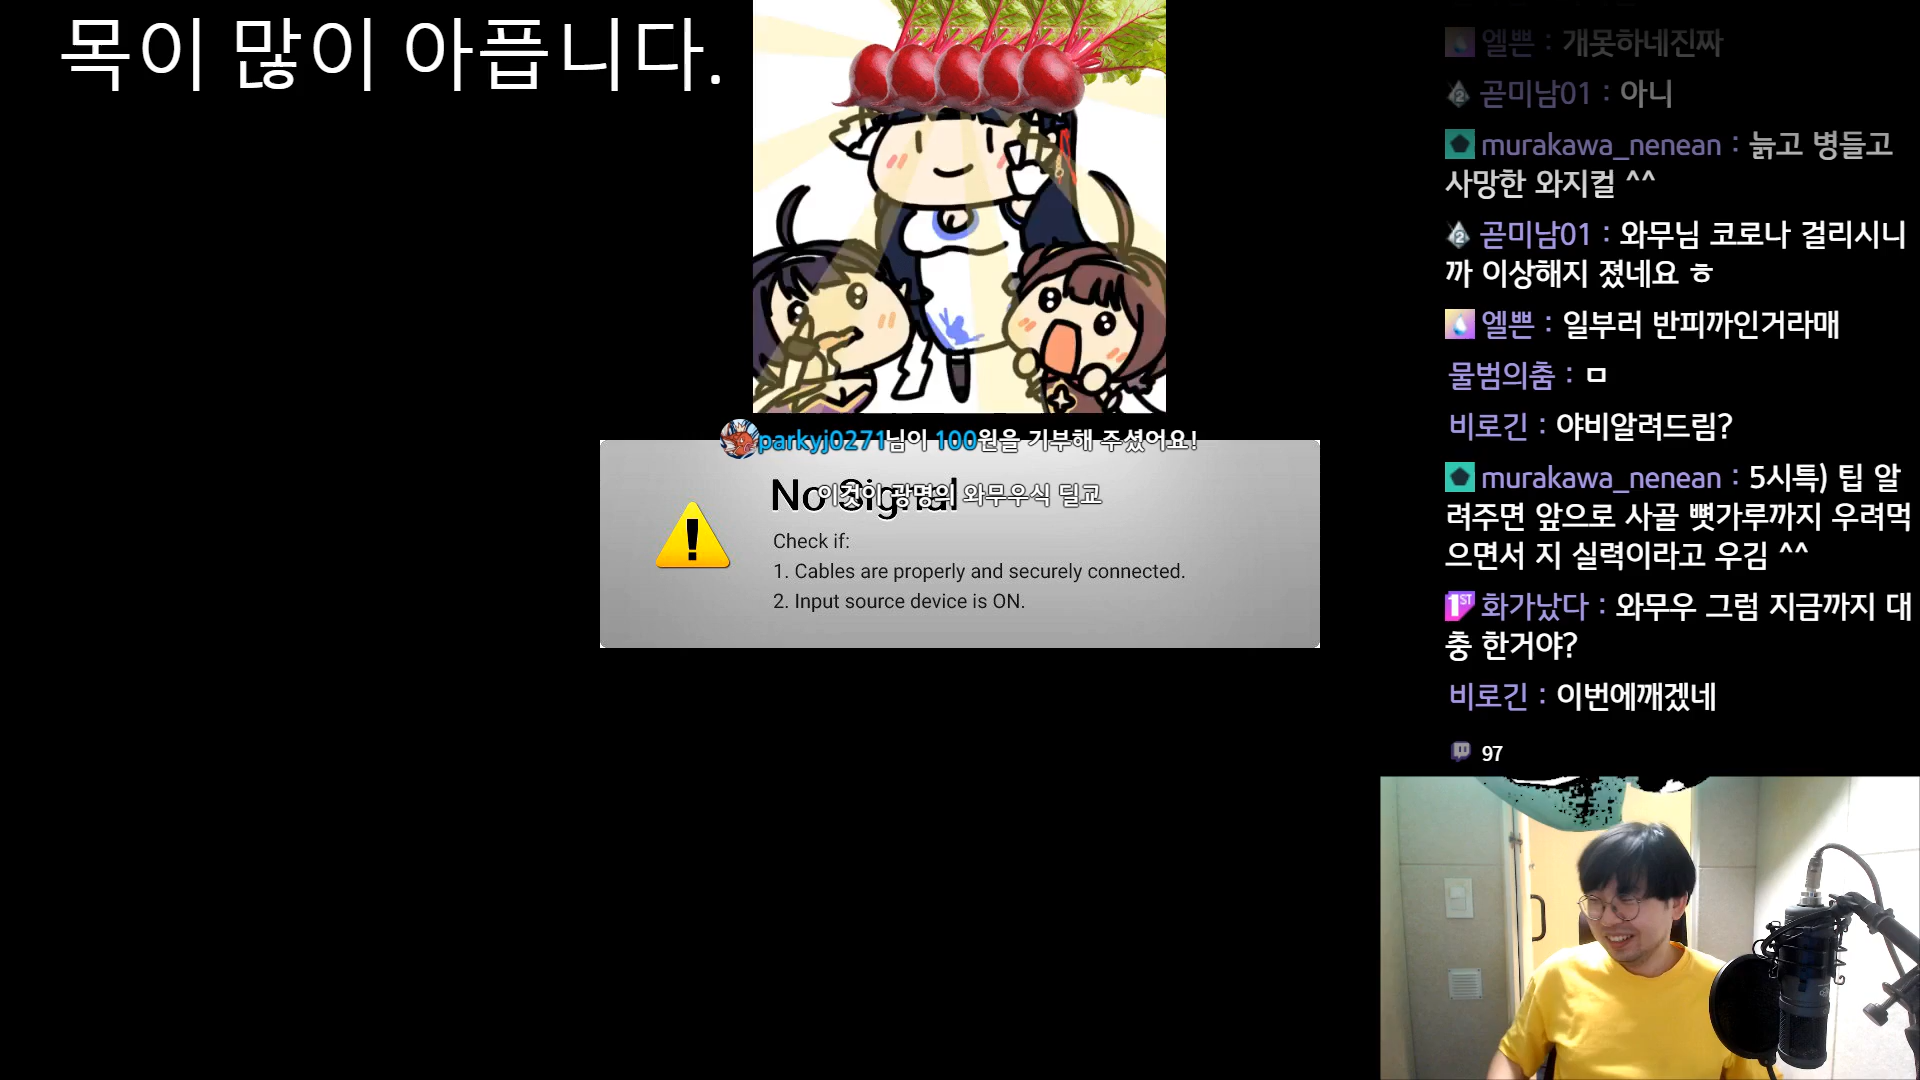 목이 많이 아픕니다.
parkyj0271님이 100원을 기부해 주셨어요!
No Signal
이것이 광명의 와무우식 딜교
Check if:
1. Cables are properly and securely connected.
2. Input source device is ON.
엘쁜 : 개못하네진짜
곧미남01 : 아니
murakawa_nenean : 늙고 병들고
사망한 와지컬 ^^
곧미남01 : 와무님 코로나 걸리시니
까 이상해지 졌네요 ㅎ
엘쁜 : 일부러 반피까인거라매
물범의춤 : ㅁ
비로긴 : 야비알려드림?
murakawa_nenean : 5시특) 팁 알
려주면 앞으로 사골 뼛가루까지 우려먹
으면서 지 실력이라고 우김 ^^
1ST 화가났다 : 와무우 그럼 지금까지 대
충 한거야?
비로긴 : 이번에깨겠네
97